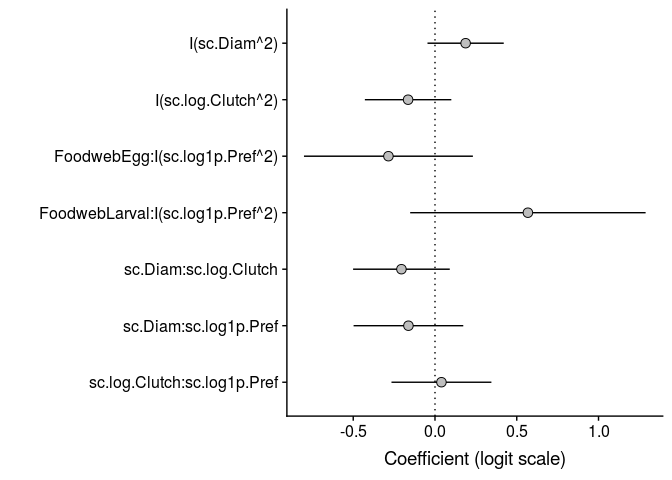 I(sc.Diam^2)
I(sc.log.Clutch^2)
FoodwebEgg:I(sc.log1p.Pref^2)
FoodwebLarval:I(sc.log1p.Pref^2)
sc.Diam:sc.log.Clutch
sc.Diam:sc.log1p.Pref
sc.log.Clutch:sc.log1p.Pref
-0.5 0.0 0.5 1.0
Coefficient (logit scale)